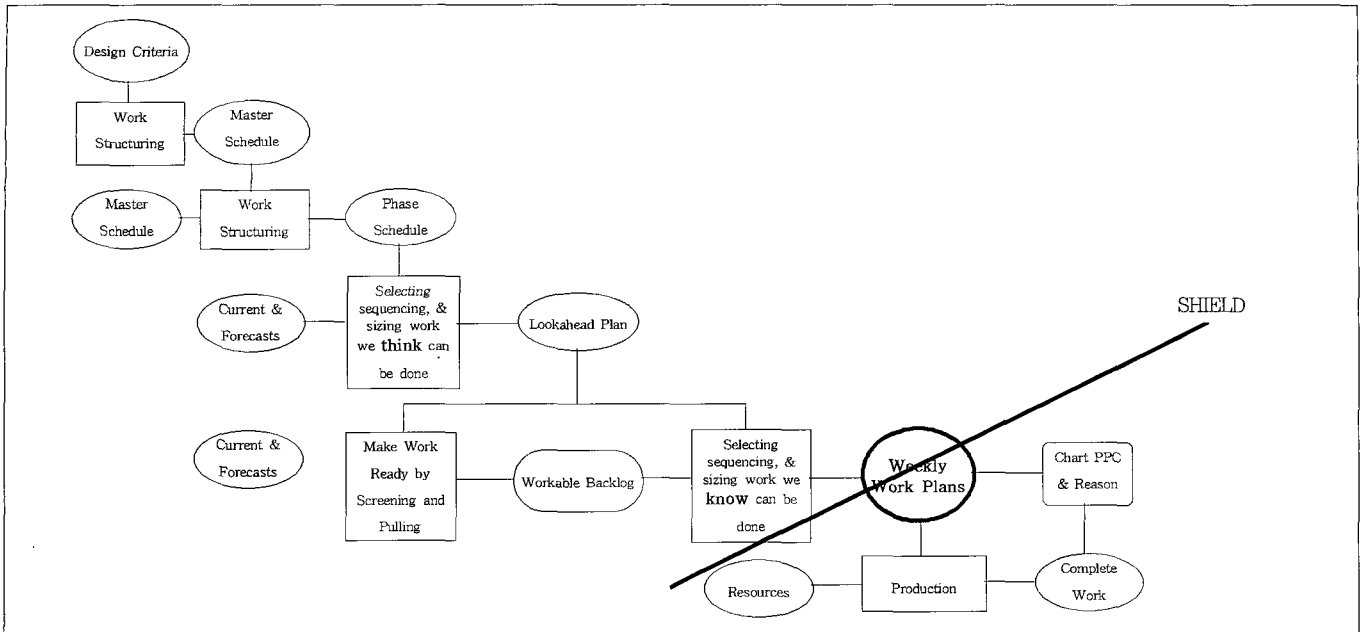 Design Criteria
Work
Structuring
Master
Schedule
Master
Schedule
Work
Structuring
Phase
Schedule
Current &
Forecasts
Selecting
sequencing, &
sizing work
we think can
be done
Lookahead Plan
SHIELD
Current &
Forecasts
Make Work
Ready by
Screening and
Pulling
Workable Backlog
Selecting
sequencing, &
sizing work we
know can be
done
Weekly
Work Plans
Chart PPC
& Reason
Resources
Production
Complete
Work